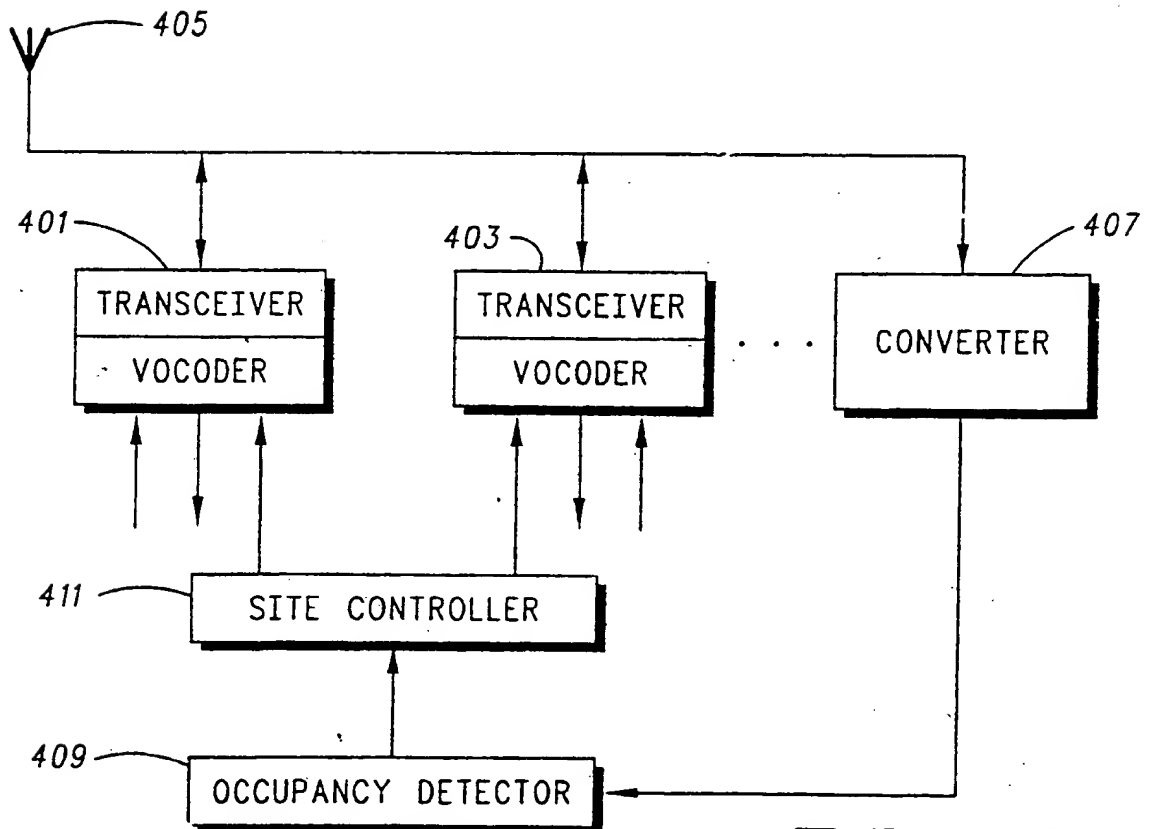 405
401
403
407
TRANSCEIVER
VOCODER
TRANSCEIVER
VOCODER
. . .
CONVERTER
411
SITE CONTROLLER
409
OCCUPANCY DETECTOR